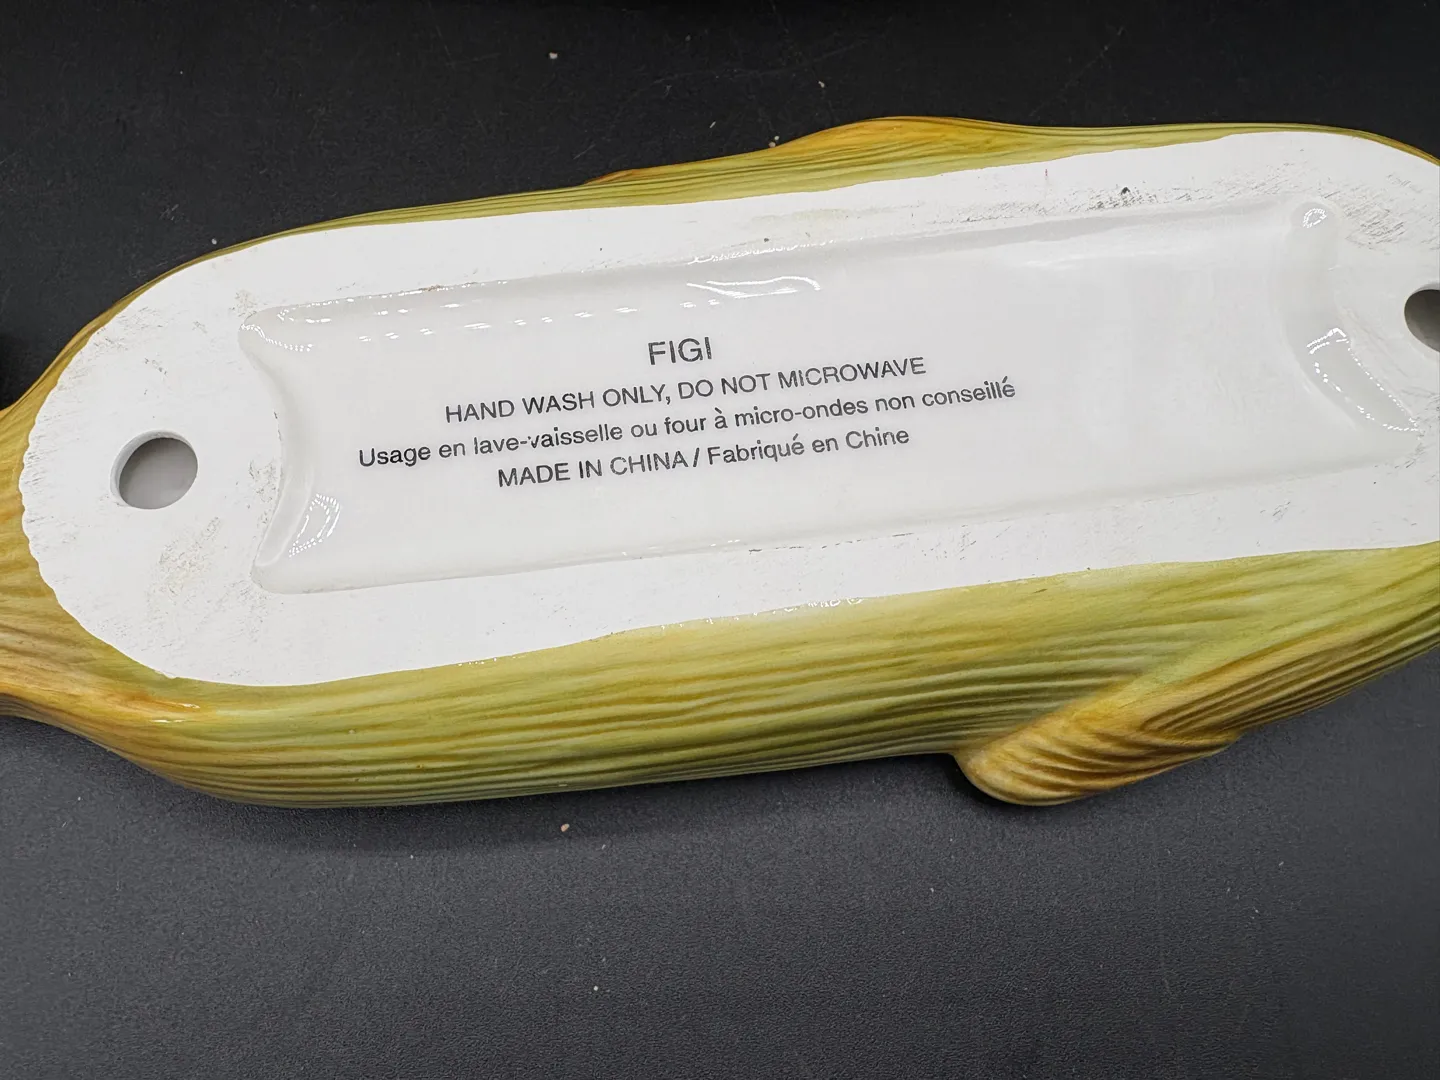 FIGI
HAND WASH ONLY, DO NOT MICROWAVE
Usage en lave-vaisselle ou four à micro-ondes non conseillé
MADE IN CHINA / Fabriqué en Chine